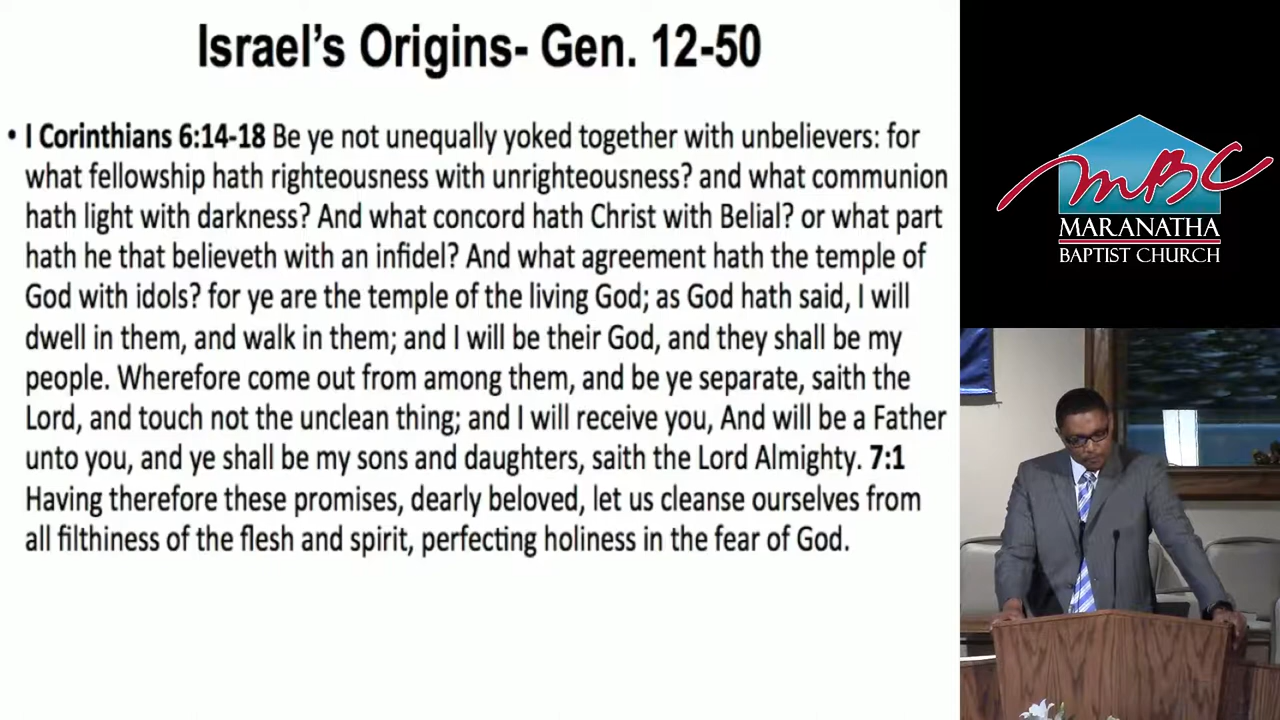 Israel's Origins- Gen. 12-50
• I Corinthians 6:14-18 Be ye not unequally yoked together with unbelievers: for
what fellowship hath righteousness with unrighteousness? and what communion
hath light with darkness? And what concord hath Christ with Belial? or what part
hath he that believeth with an infidel? And what agreement hath the temple of
God with idols? for ye are the temple of the living God; as God hath said, I will
dwell in them, and walk in them; and I will be their God, and they shall be my
people. Wherefore come out from among them, and be ye separate, saith the
Lord, and touch not the unclean thing; and I will receive you, And will be a Father
unto you, and ye shall be my sons and daughters, saith the Lord Almighty. 7:1
Having therefore these promises, dearly beloved, let us cleanse ourselves from
all filthiness of the flesh and spirit, perfecting holiness in the fear of God.
MBC
MARANATHA
BAPTIST CHURCH